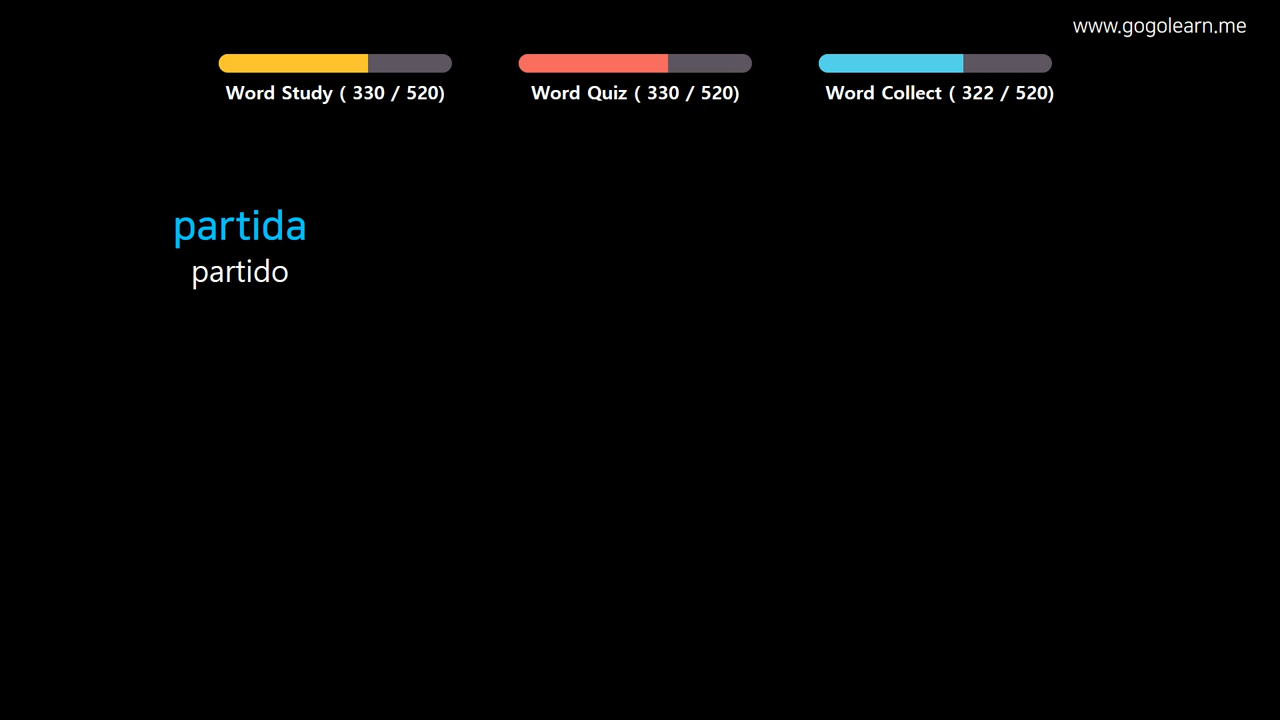 www.gogolearn.me
Word Study ( 330 / 520)
Word Quiz ( 330 / 520)
Word Collect ( 322 / 520)
partida
partido